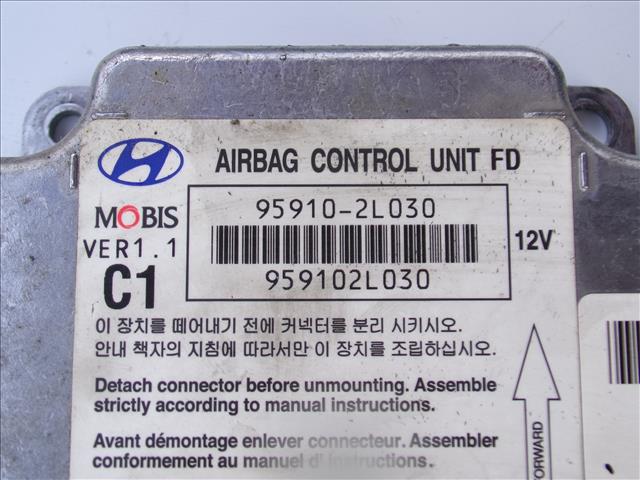 AIRBAG CONTROL UNIT FD
MOBIS
95910-2L030
VER1.1
12V
C1
959102L030
이 장치를 떼어내기 전에 커넥터를 분리 시키시오.
안내 책자의 지침에 따라서만 이 장치를 조립하십시오.
Detach connector before unmounting. Assemble
strictly according to manual instructions.
Avant démontage enlever connecteur. Assembler
conformement au manuel d' instructions.
FORWARD